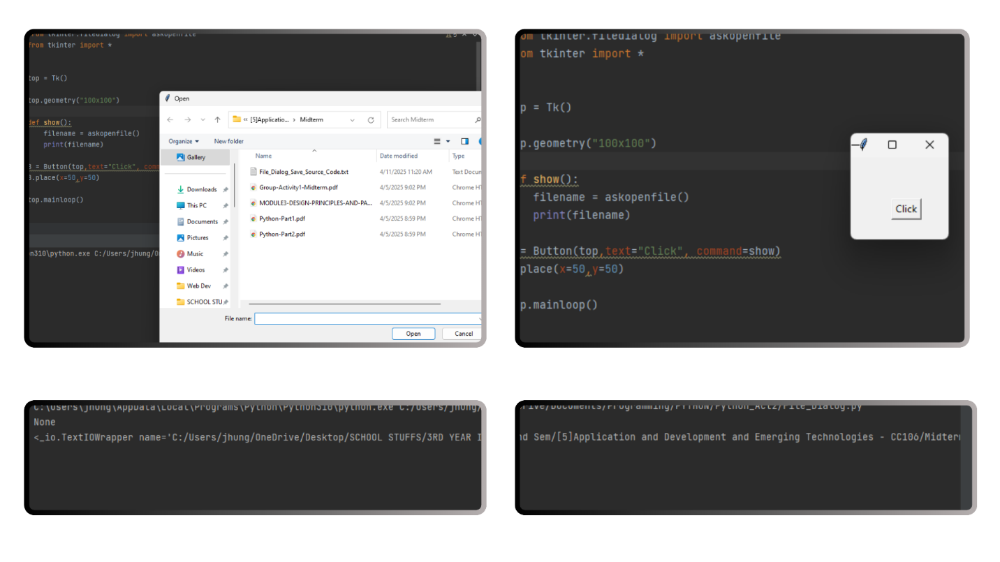 from tkinter.filedialog import askopenfile
from tkinter import *
top = Tk()
top.geometry("100x100")
def show():
filename = askopenfile()
print(filename)
= Button(top,text="Click", comm
.place(x=50,y=50)
top.mainloop()
n310\python.exe C:/Users/jhung/O
5
Open
« [5]Applicatio... › Midterm
Search Midterm
Organize
New folder
Gallery
Downloads
This PC
Documents
Pictures
Music
Videos
Web Dev
SCHOOL STU
Name Date modified Type
File_Dialog_Save_Source_Code.txt 4/11/2025 11:20 AM Text Docum
Group-Activity1-Midterm.pdf 4/5/2025 9:02 PM Chrome HT
MODULE3-DESIGN-PRINCIPLES-AND-PA... 4/5/2025 9:02 PM Chrome HT
Python-Part1.pdf 4/5/2025 8:59 PM Chrome HT
Python-Part2.pdf 4/5/2025 8:59 PM Chrome HT
File name:
Open Cancel
om tkinter.filedialog import askopenfile
om tkinter import *
p = Tk()
p.geometry("100x100")
f show():
filename = askopenfile()
print(filename)
= Button(top,text="Click", command=show)
place(x=50,y=50)
p.mainloop()
Click
C:\Users\jhung\AppData\Local\Programs\Python\Python310\python.exe C:/Users/jhung/
None
<_io.TextIOWrapper name='C:/Users/jhung/OneDrive/Desktop/SCHOOL STUFFS/3RD YEAR I
rive/Documents/Programming/PYTHON/Python_Act2/File_Dialog.py
nd Sem/[5]Application and Development and Emerging Technologies - CC106/Midterm